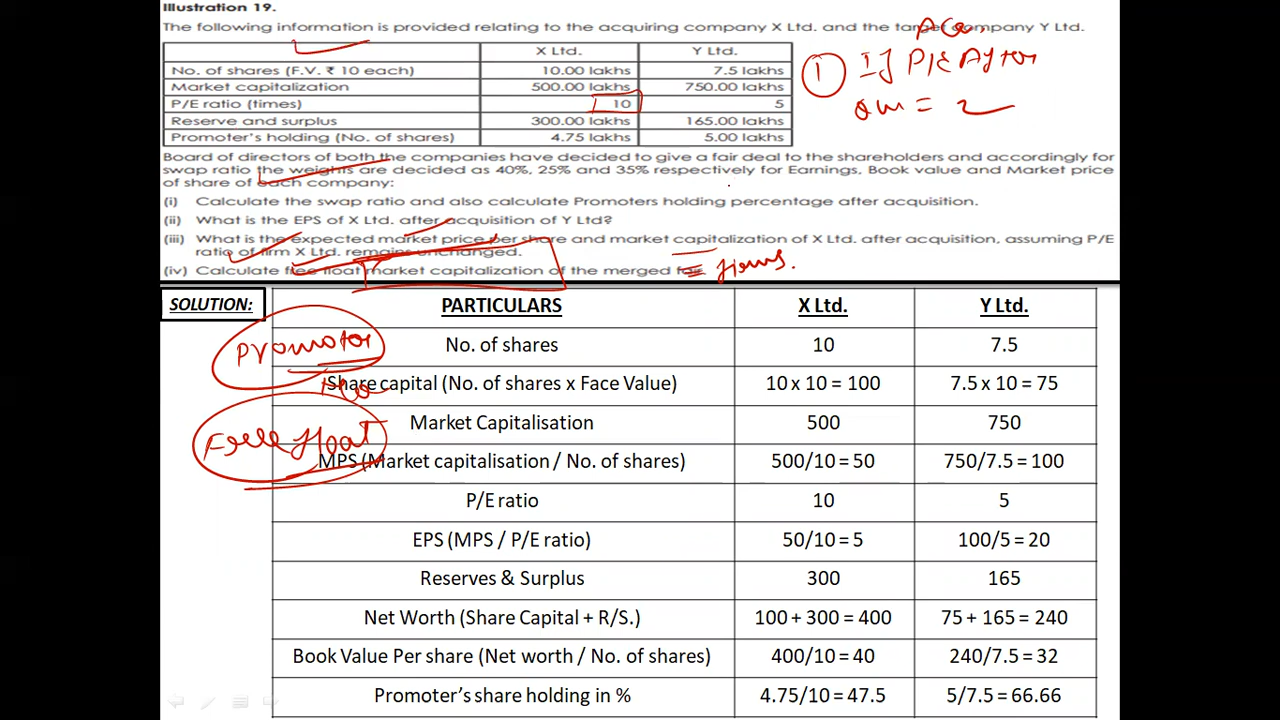 Illustration 19.
The following information is provided relating to the acquiring company X Ltd. and the target company Y Ltd.
X Ltd. Y Ltd.
No. of shares (F.V. ₹ 10 each) 10.00 lakhs 7.5 lakhs
Market capitalization 500.00 lakhs 750.00 lakhs
P/E ratio (times) 10 5
Reserve and surplus 300.00 lakhs 165.00 lakhs
Promoter's holding (No. of shares) 4.75 lakhs 5.00 lakhs
① If P/E After
Board of directors of both the companies have decided to give a fair deal to the shareholders and accordingly for
swap ratio the weights are decided as 40%, 25% and 35% respectively for Earnings, Book value and Market price
of share of each company:
(i) Calculate the swap ratio and also calculate Promoters holding percentage after acquisition.
(ii) What is the EPS of X Ltd. after acquisition of Y Ltd?
(iii) What is the expected market price per share and market capitalization of X Ltd. after acquisition, assuming P/E
ratio of firm X Ltd. remains unchanged.
(iv) Calculate free float market capitalization of the merged
SOLUTION: PARTICULARS X Ltd. Y Ltd.
Promotor
No. of shares 10 7.5
Share capital (No. of shares x Face Value) 10 x 10 = 100 7.5 x 10 = 75
Market Capitalisation 500 750
Free float
MPS (Market capitalisation / No. of shares) 500/10 = 50 750/7.5 = 100
P/E ratio 10 5
EPS (MPS / P/E ratio) 50/10 = 5 100/5 = 20
Reserves & Surplus 300 165
Net Worth (Share Capital + R/S.) 100 + 300 = 400 75 + 165 = 240
Book Value Per share (Net worth / No. of shares) 400/10 = 40 240/7.5 = 32
Promoter's share holding in % 4.75/10 = 47.5 5/7.5 = 66.66